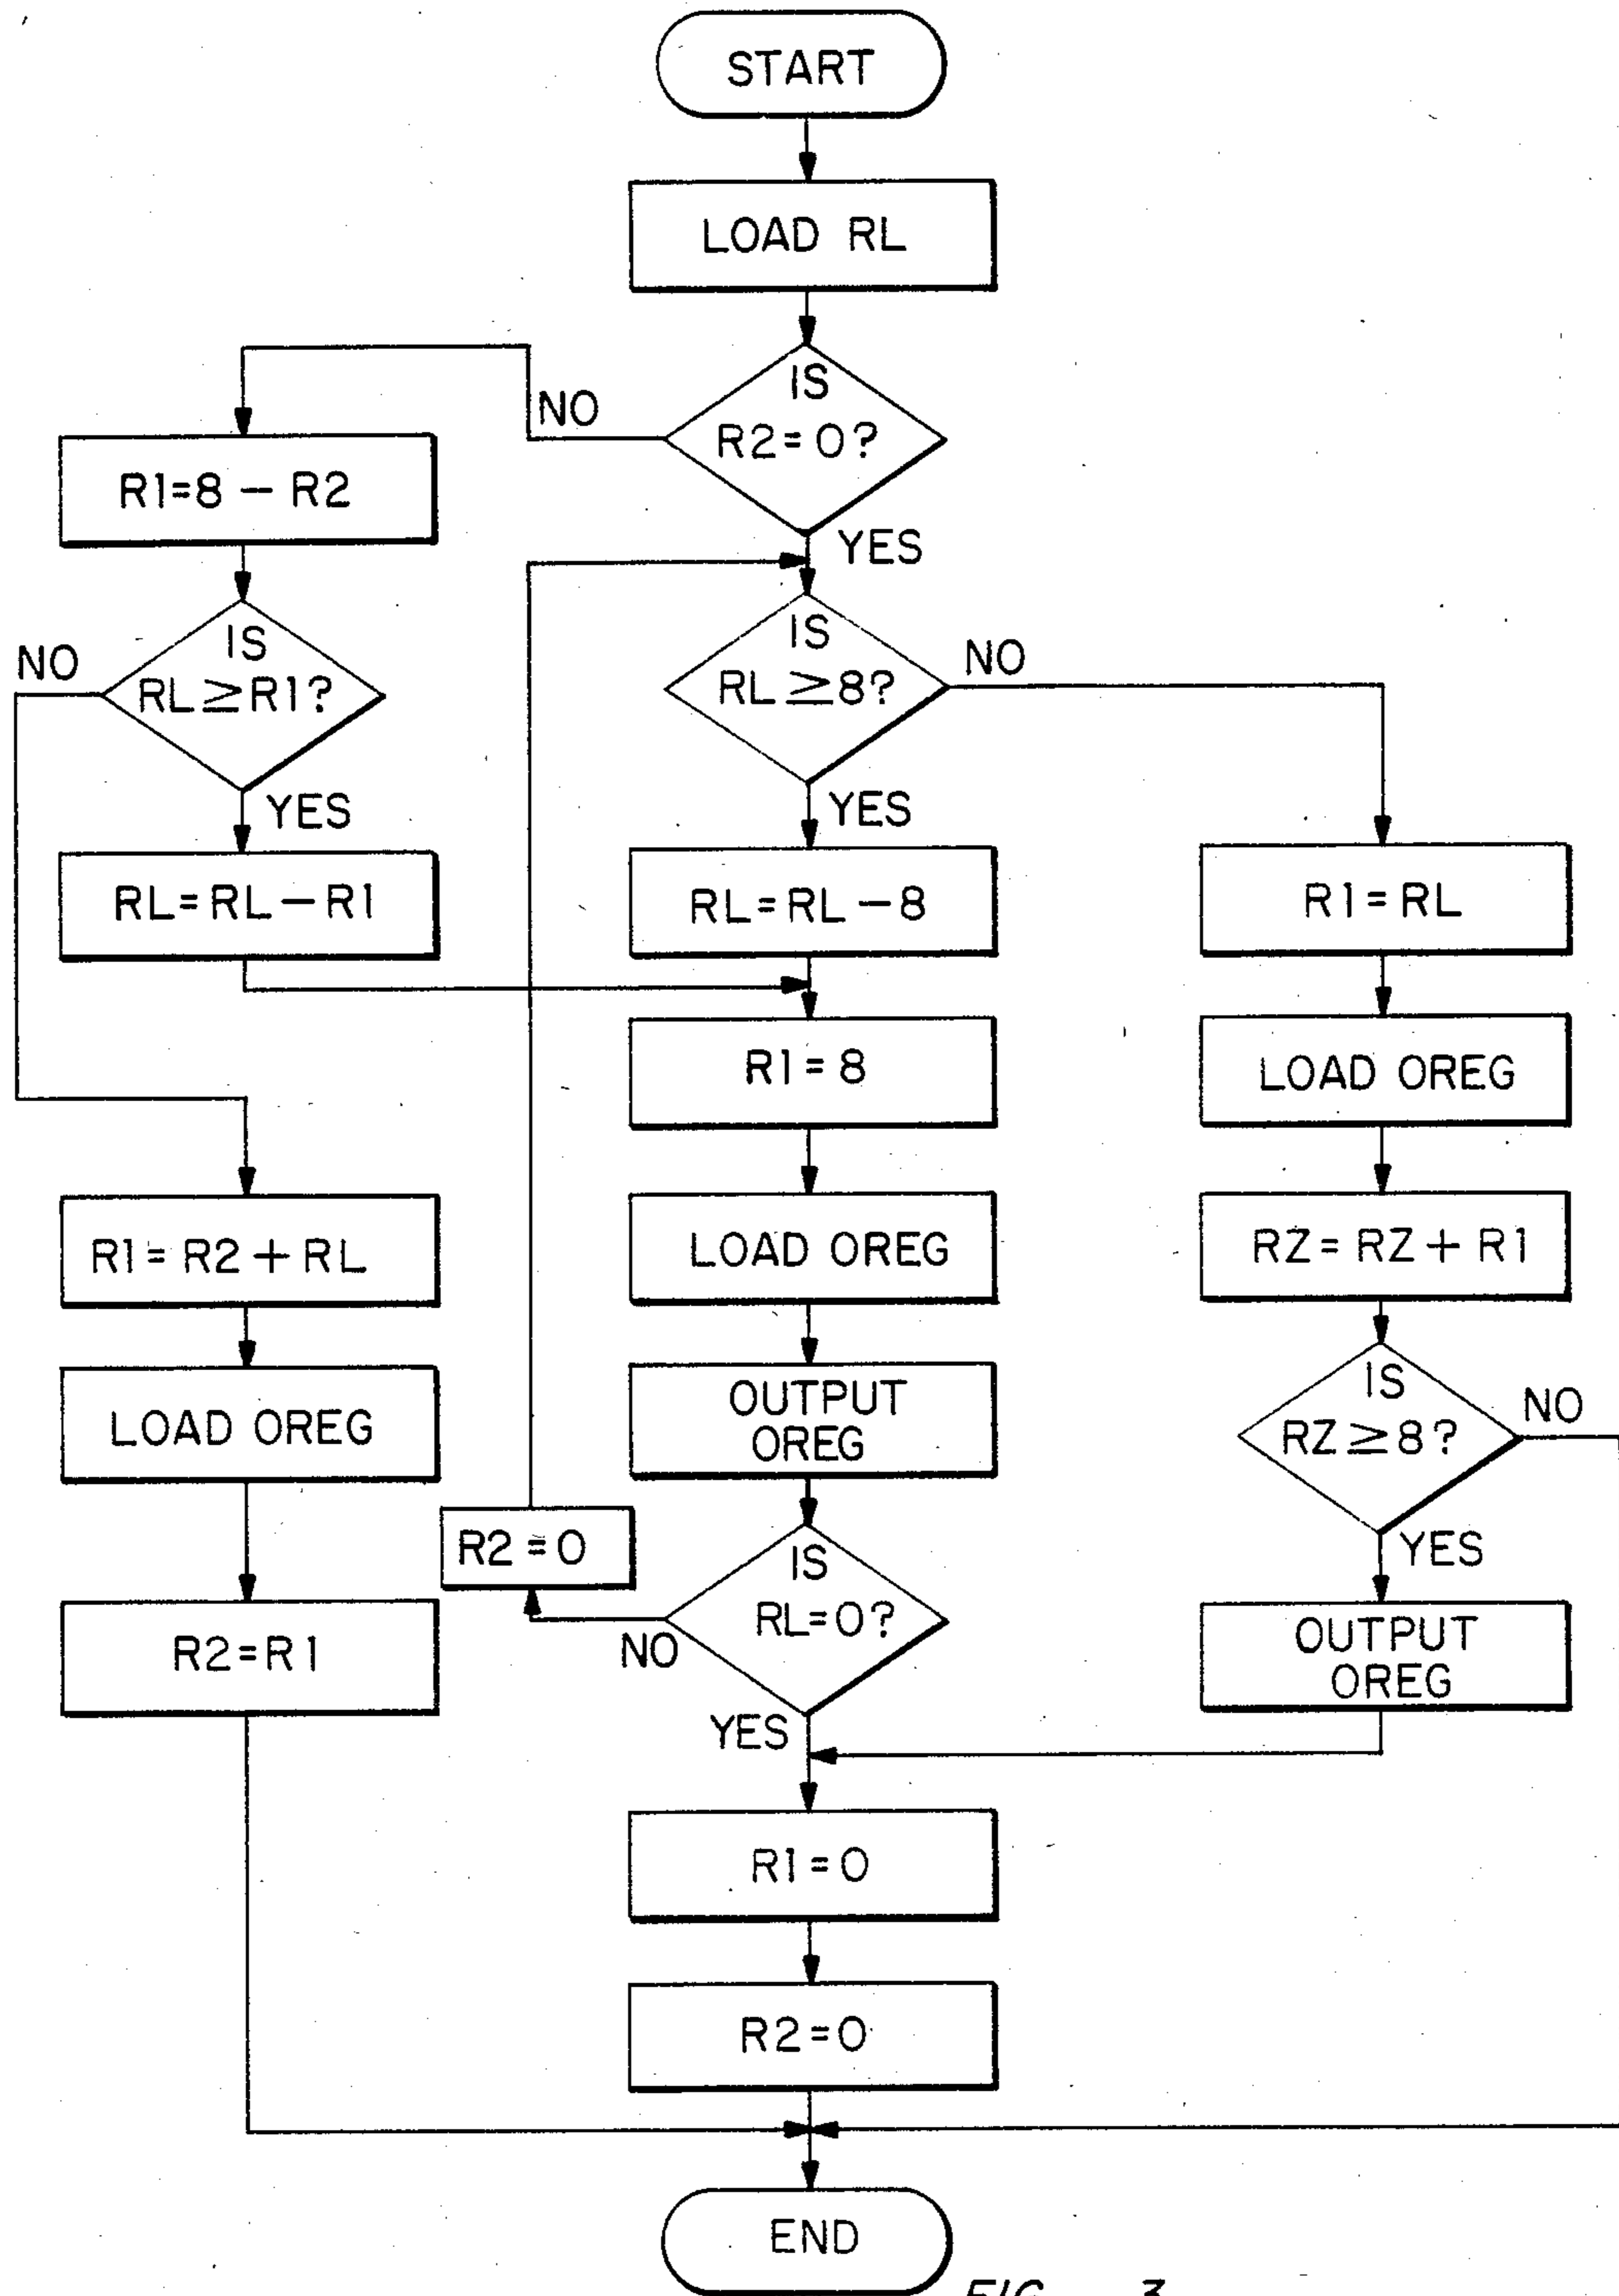 START
LOAD RL
IS
R2=0?
NO
YES
R1=8-R2
IS
RL≥R1?
NO
YES
RL=RL-R1
R1=R2+RL
LOAD OREG
R2=R1
IS
RL≥8?
NO
YES
RL=RL-8
R1=8
LOAD OREG
OUTPUT
OREG
IS
RL=0?
NO
R2=0
YES
R1=RL
LOAD OREG
RZ=RZ+R1
IS
RZ≥8?
NO
YES
OUTPUT
OREG
R1=0
R2=0
END
FIG. 3